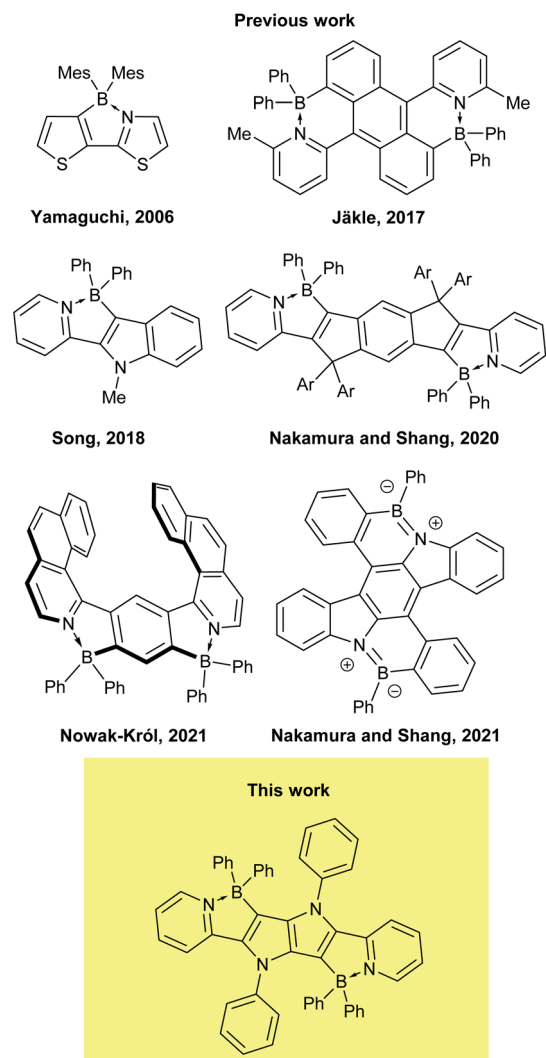 Previous work
Mes Mes
B
N
S S
Yamaguchi, 2006
Ph
Ph B
N
Me
N
Me
B Ph
Ph
Jäkle, 2017
Ph
Ph
N B
N
Me
Song, 2018
Ph
Ph
N B
Ar
Ar
Ar
Ar
B N
Ph
Ph
Nakamura and Shang, 2020
N N
B B
Ph Ph
Ph Ph
Nowak-Król, 2021
Ph
⊖
B
⊕
N
N
⊕
B
⊖
Ph
Nakamura and Shang, 2021
This work
Ph
Ph
N B
N
N
B N
Ph
Ph